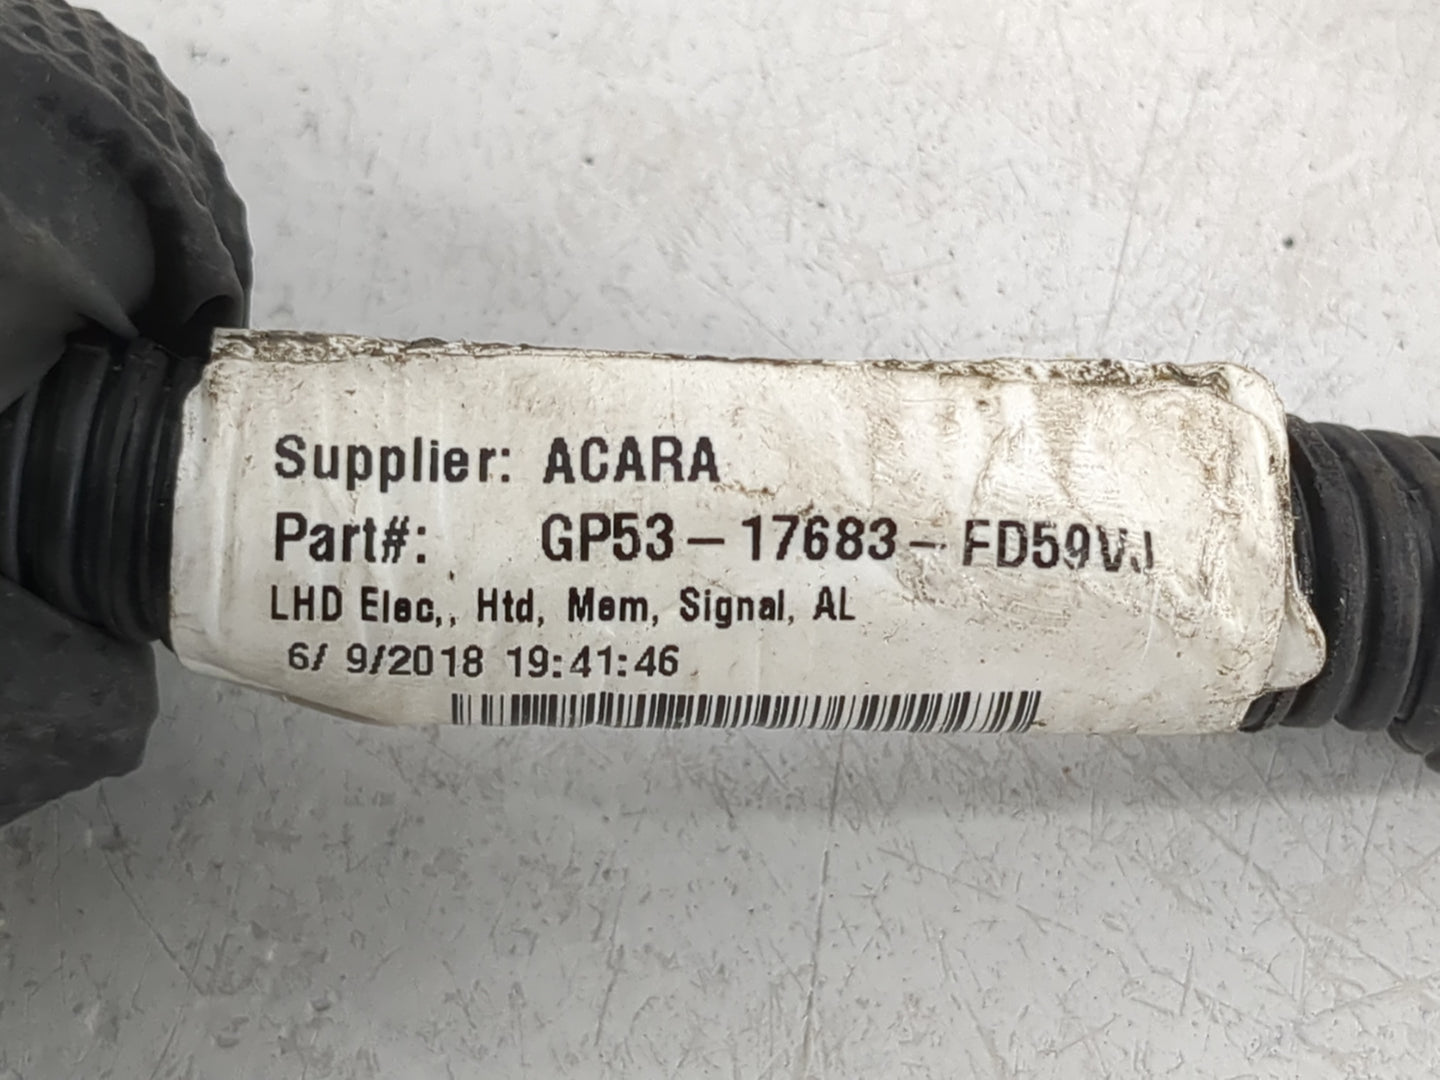 Supplier: ACARA
Part#: GP53-17683-FD59VJ
LHD Elec,, Htd, Mem, Signal, AL
6/ 9/2018 19:41:46